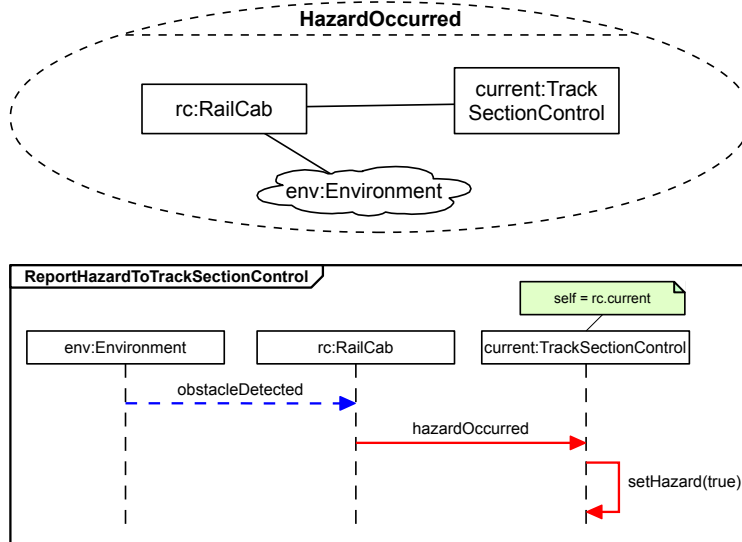 HazardOccurred
rc:RailCab
current:Track
SectionControl
env:Environment
ReportHazardToTrackSectionControl
self = rc.current
env:Environment
rc:RailCab
current:TrackSectionControl
obstacleDetected
hazardOccurred
setHazard(true)